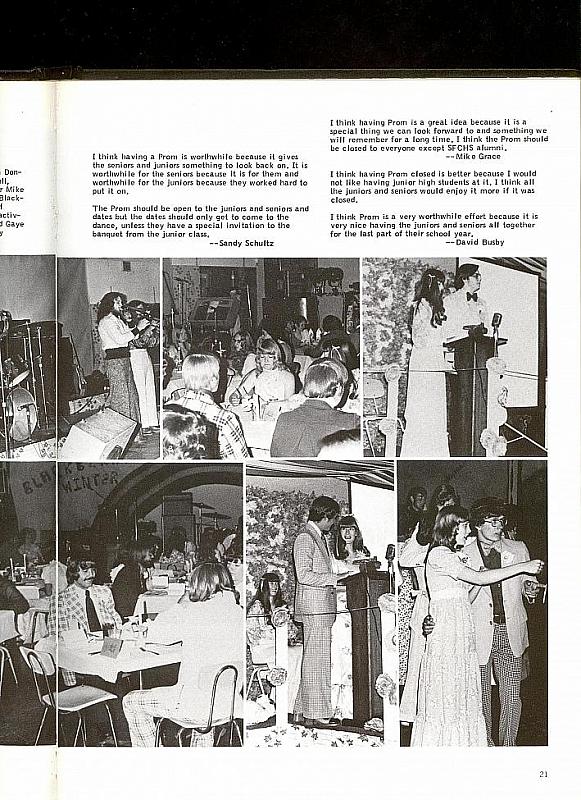 Don-
ll,
r Mike
Black-
f
activ-
d Gaye
y
I think having a Prom is worthwhile because it gives
the seniors and juniors something to look back on. It is
worthwhile for the seniors because it is for them and
worthwhile for the juniors because they worked hard to
put it on.
The Prom should be open to the juniors and seniors and
dates but the dates should only get to come to the
dance, unless they have a special invitation to the
banquet from the junior class.
--Sandy Schultz
I think having Prom is a great idea because it is a
special thing we can look forward to and something we
will remember for a long time. I think the Prom should
be closed to everyone except SFCHS alumni.
--Mike Grace
I think having Prom closed is better because I would
not like having junior high students at it. I think all
the juniors and seniors would enjoy it more if it was
closed.
I think Prom is a very worthwhile effort because it is
very nice having the juniors and seniors all together
for the last part of their school year.
--David Busby
WINTER
21